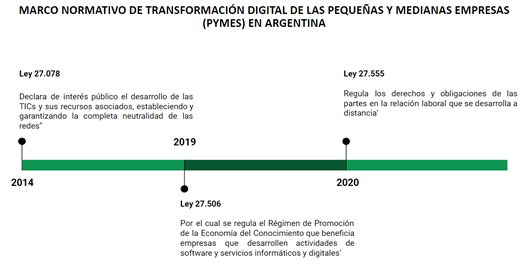 MARCO NORMATIVO DE TRANSFORMACIÓN DIGITAL DE LAS PEQUEÑAS Y MEDIANAS EMPRESAS
(PYMES) EN ARGENTINA
Ley 27.078
Declara de interés público el desarrollo de las
TICs y sus recursos asociados, estableciendo y
garantizando la completa neutralidad de las
redes"
2014
2019
Ley 27.506
Por el cual se regula el Régimen de Promoción
de la Economía del Conocimiento que beneficia
empresas que desarrollen actividades de
software y servicios informáticos y digitales'
Ley 27.555
Regula los derechos y obligaciones de las
partes en la relación laboral que se desarrolla a
distancia'
2020